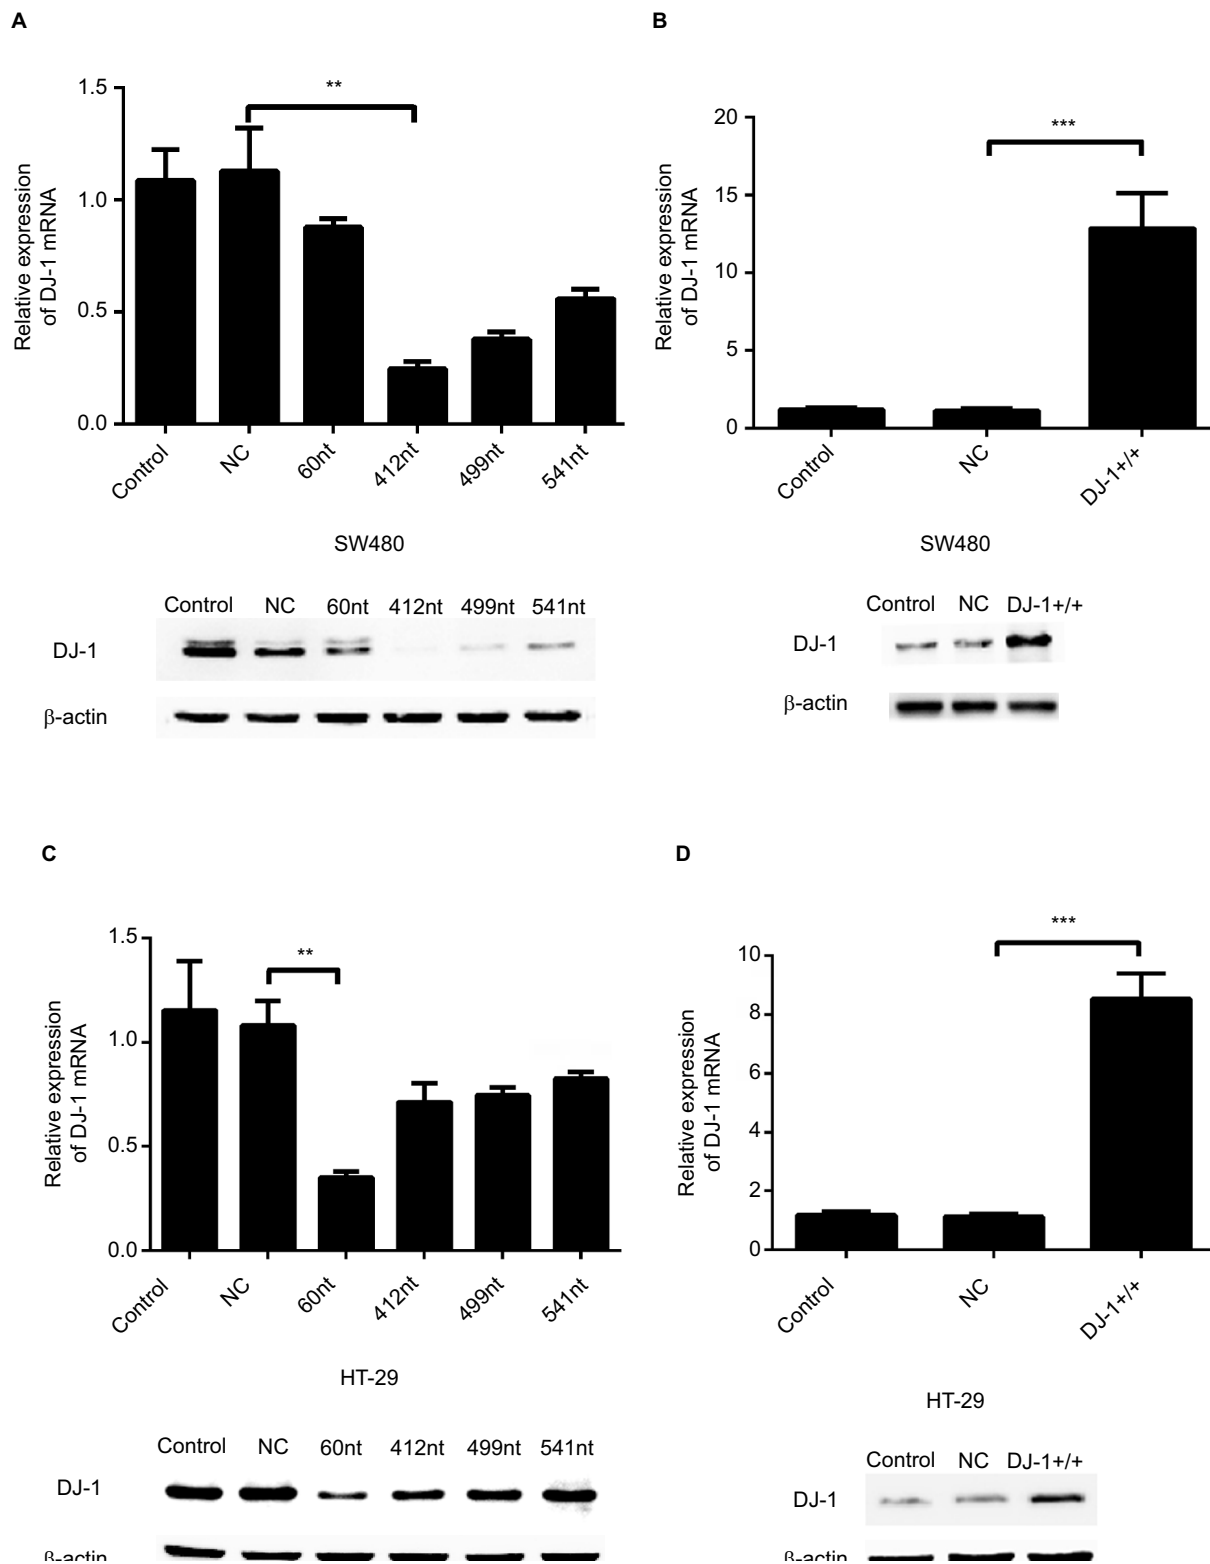 A
Relative expression
of DJ-1 mRNA
1.5
1.0
0.5
0.0
**
Control
NC
60nt
412nt
499nt
541nt
SW480
Control NC 60nt 412nt 499nt 541nt
DJ-1
β-actin
B
Relative expression
of DJ-1 mRNA
20
15
10
5
0
***
Control
NC
DJ-1+/+
SW480
Control NC DJ-1+/+
DJ-1
β-actin
C
Relative expression
of DJ-1 mRNA
1.5
1.0
0.5
0.0
**
Control
NC
60nt
412nt
499nt
541nt
HT-29
Control NC 60nt 412nt 499nt 541nt
DJ-1
β-actin
D
Relative expression
of DJ-1 mRNA
10
8
6
4
2
0
***
Control
NC
DJ-1+/+
HT-29
Control NC DJ-1+/+
DJ-1
β-actin